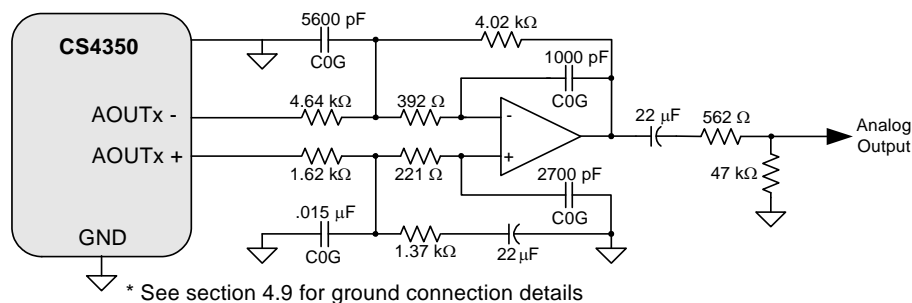 5600 pF
C0G
4.02 kΩ
1000 pF
C0G
CS4350
AOUTx -
4.64 kΩ
392 Ω
-
22 µF
562 Ω
Analog
Output
AOUTx +
1.62 kΩ
221 Ω
+
2700 pF
C0G
47 kΩ
.015 µF
C0G
1.37 kΩ
22 µF
GND
* See section 4.9 for ground connection details